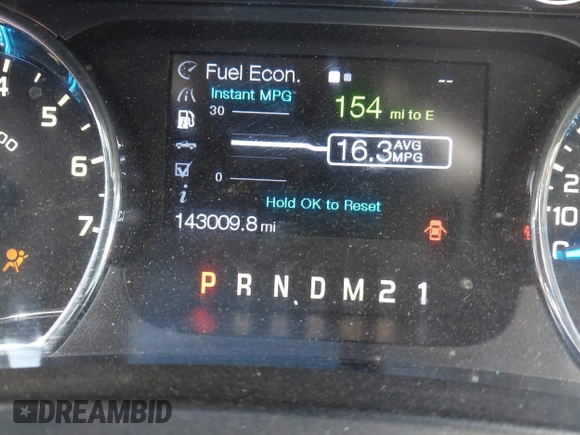 Fuel Econ. --
Instant MPG
30
154 mi to E
16.3 AVG MPG
0
Hold OK to Reset
143009.8 mi
P R N D M 2 1
4
5
6
7
2
10
C
DREAMBID